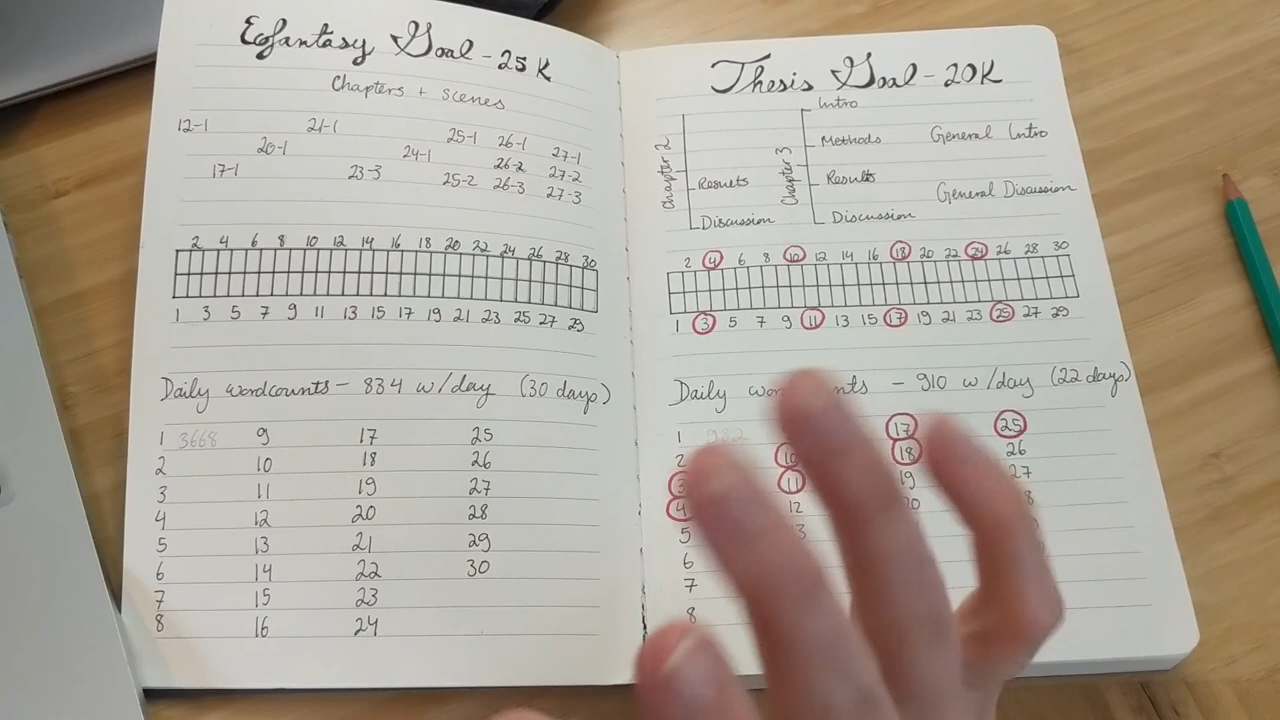 Ecofantasy Goal - 25K
Chapters + Scenes
12-1 21-1 25-1 26-1 27-1
20-1 24-1 26-2 27-2
17-1 23-3 25-2 26-3 27-3
2 4 6 8 10 12 14 16 18 20 22 24 26 28 30
1 3 5 7 9 11 13 15 17 19 21 23 25 27 29
Daily wordcounts - 834 w/day (30 days)
1 3668 9 17 25
2 10 18 26
3 11 19 27
4 12 20 28
5 13 21 29
6 14 22 30
7 15 23
8 16 24
Thesis Goal - 20K
Chapter 2
Results
Discussion
Chapter 3
Intro
Methods
Results
Discussion
General Intro
General Discussion
2 4 6 8 10 12 14 16 18 20 22 24 26 28 30
1 3 5 7 9 11 13 15 17 19 21 23 25 27 29
Daily - 910 w/day (22 days)
1 982 17 25
2 10 18 26
3 11 19 27
4 12
5 13
6
7
8